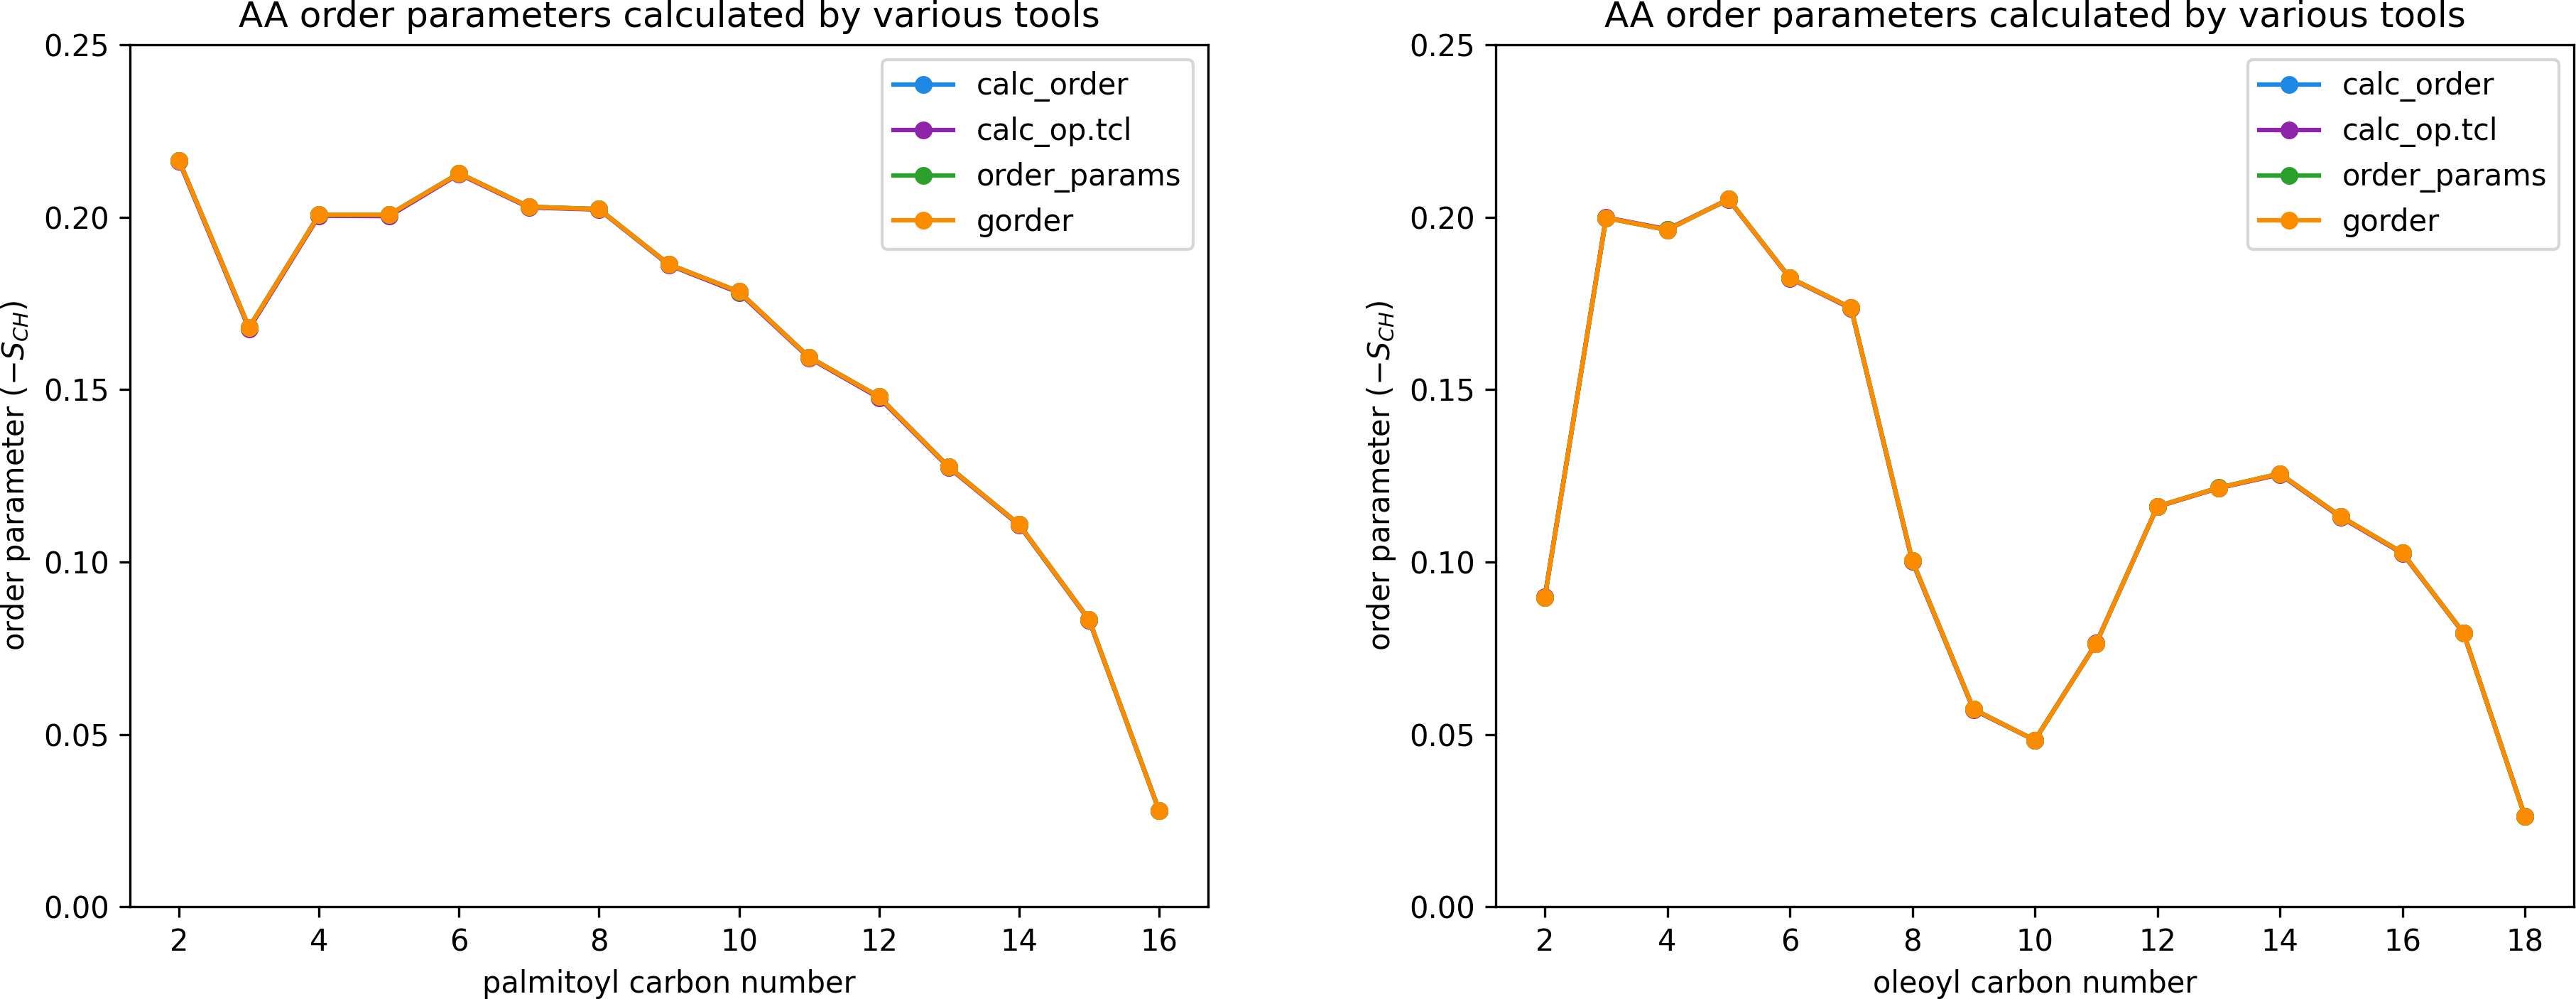 AA order parameters calculated by various tools
0.25
0.20
0.15
0.10
0.05
0.00
order parameter (−S_CH)
calc_order
calc_op.tcl
order_params
gorder
2 4 6 8 10 12 14 16
palmitoyl carbon number
AA order parameters calculated by various tools
0.25
0.20
0.15
0.10
0.05
0.00
order parameter (−S_CH)
calc_order
calc_op.tcl
order_params
gorder
2 4 6 8 10 12 14 16 18
oleoyl carbon number